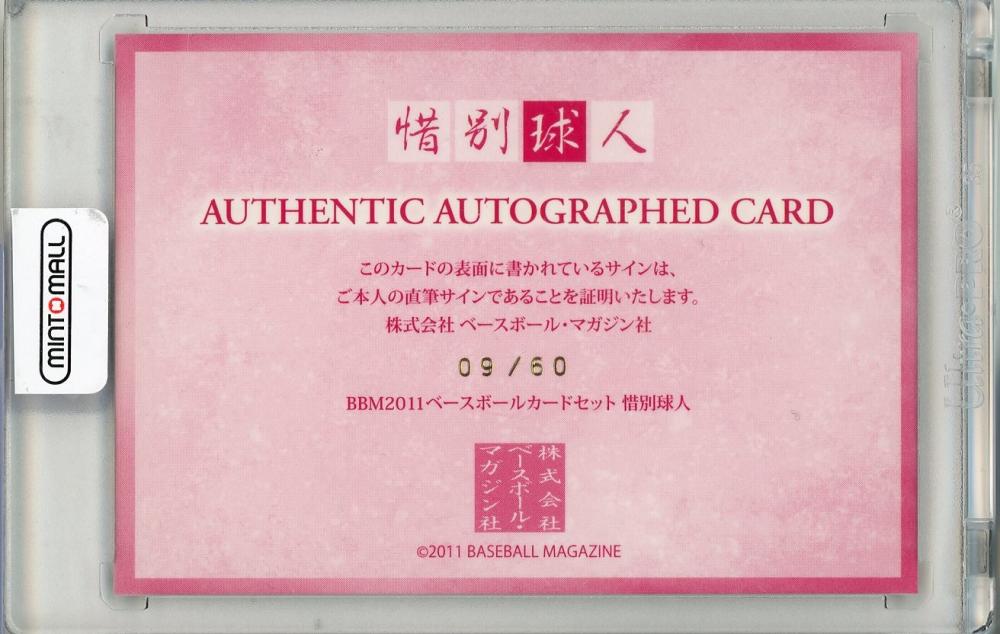 惜別球人
AUTHENTIC AUTOGRAPHED CARD
このカードの表面に書かれているサインは、
ご本人の直筆サインであることを証明いたします。
株式会社 ベースボール・マガジン社
09/60
BBM2011ベースボールカードセット 惜別球人
株式会社
ベースボール・
マガジン社
©2011 BASEBALL MAGAZINE
MINTOMALL
Ultra PRO